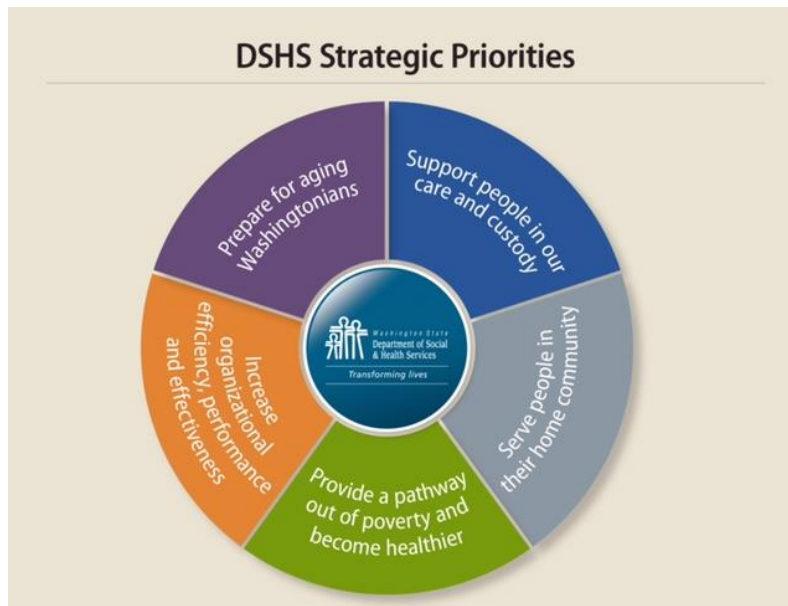 DSHS Strategic Priorities
Support people in our
care and custody
Serve people in
their home community
Provide a pathway
out of poverty and
become healthier
Increase
organizational
efficiency, performance
and effectiveness
Prepare for aging
Washingtonians
Washington State
Department of Social
& Health Services
Transforming lives